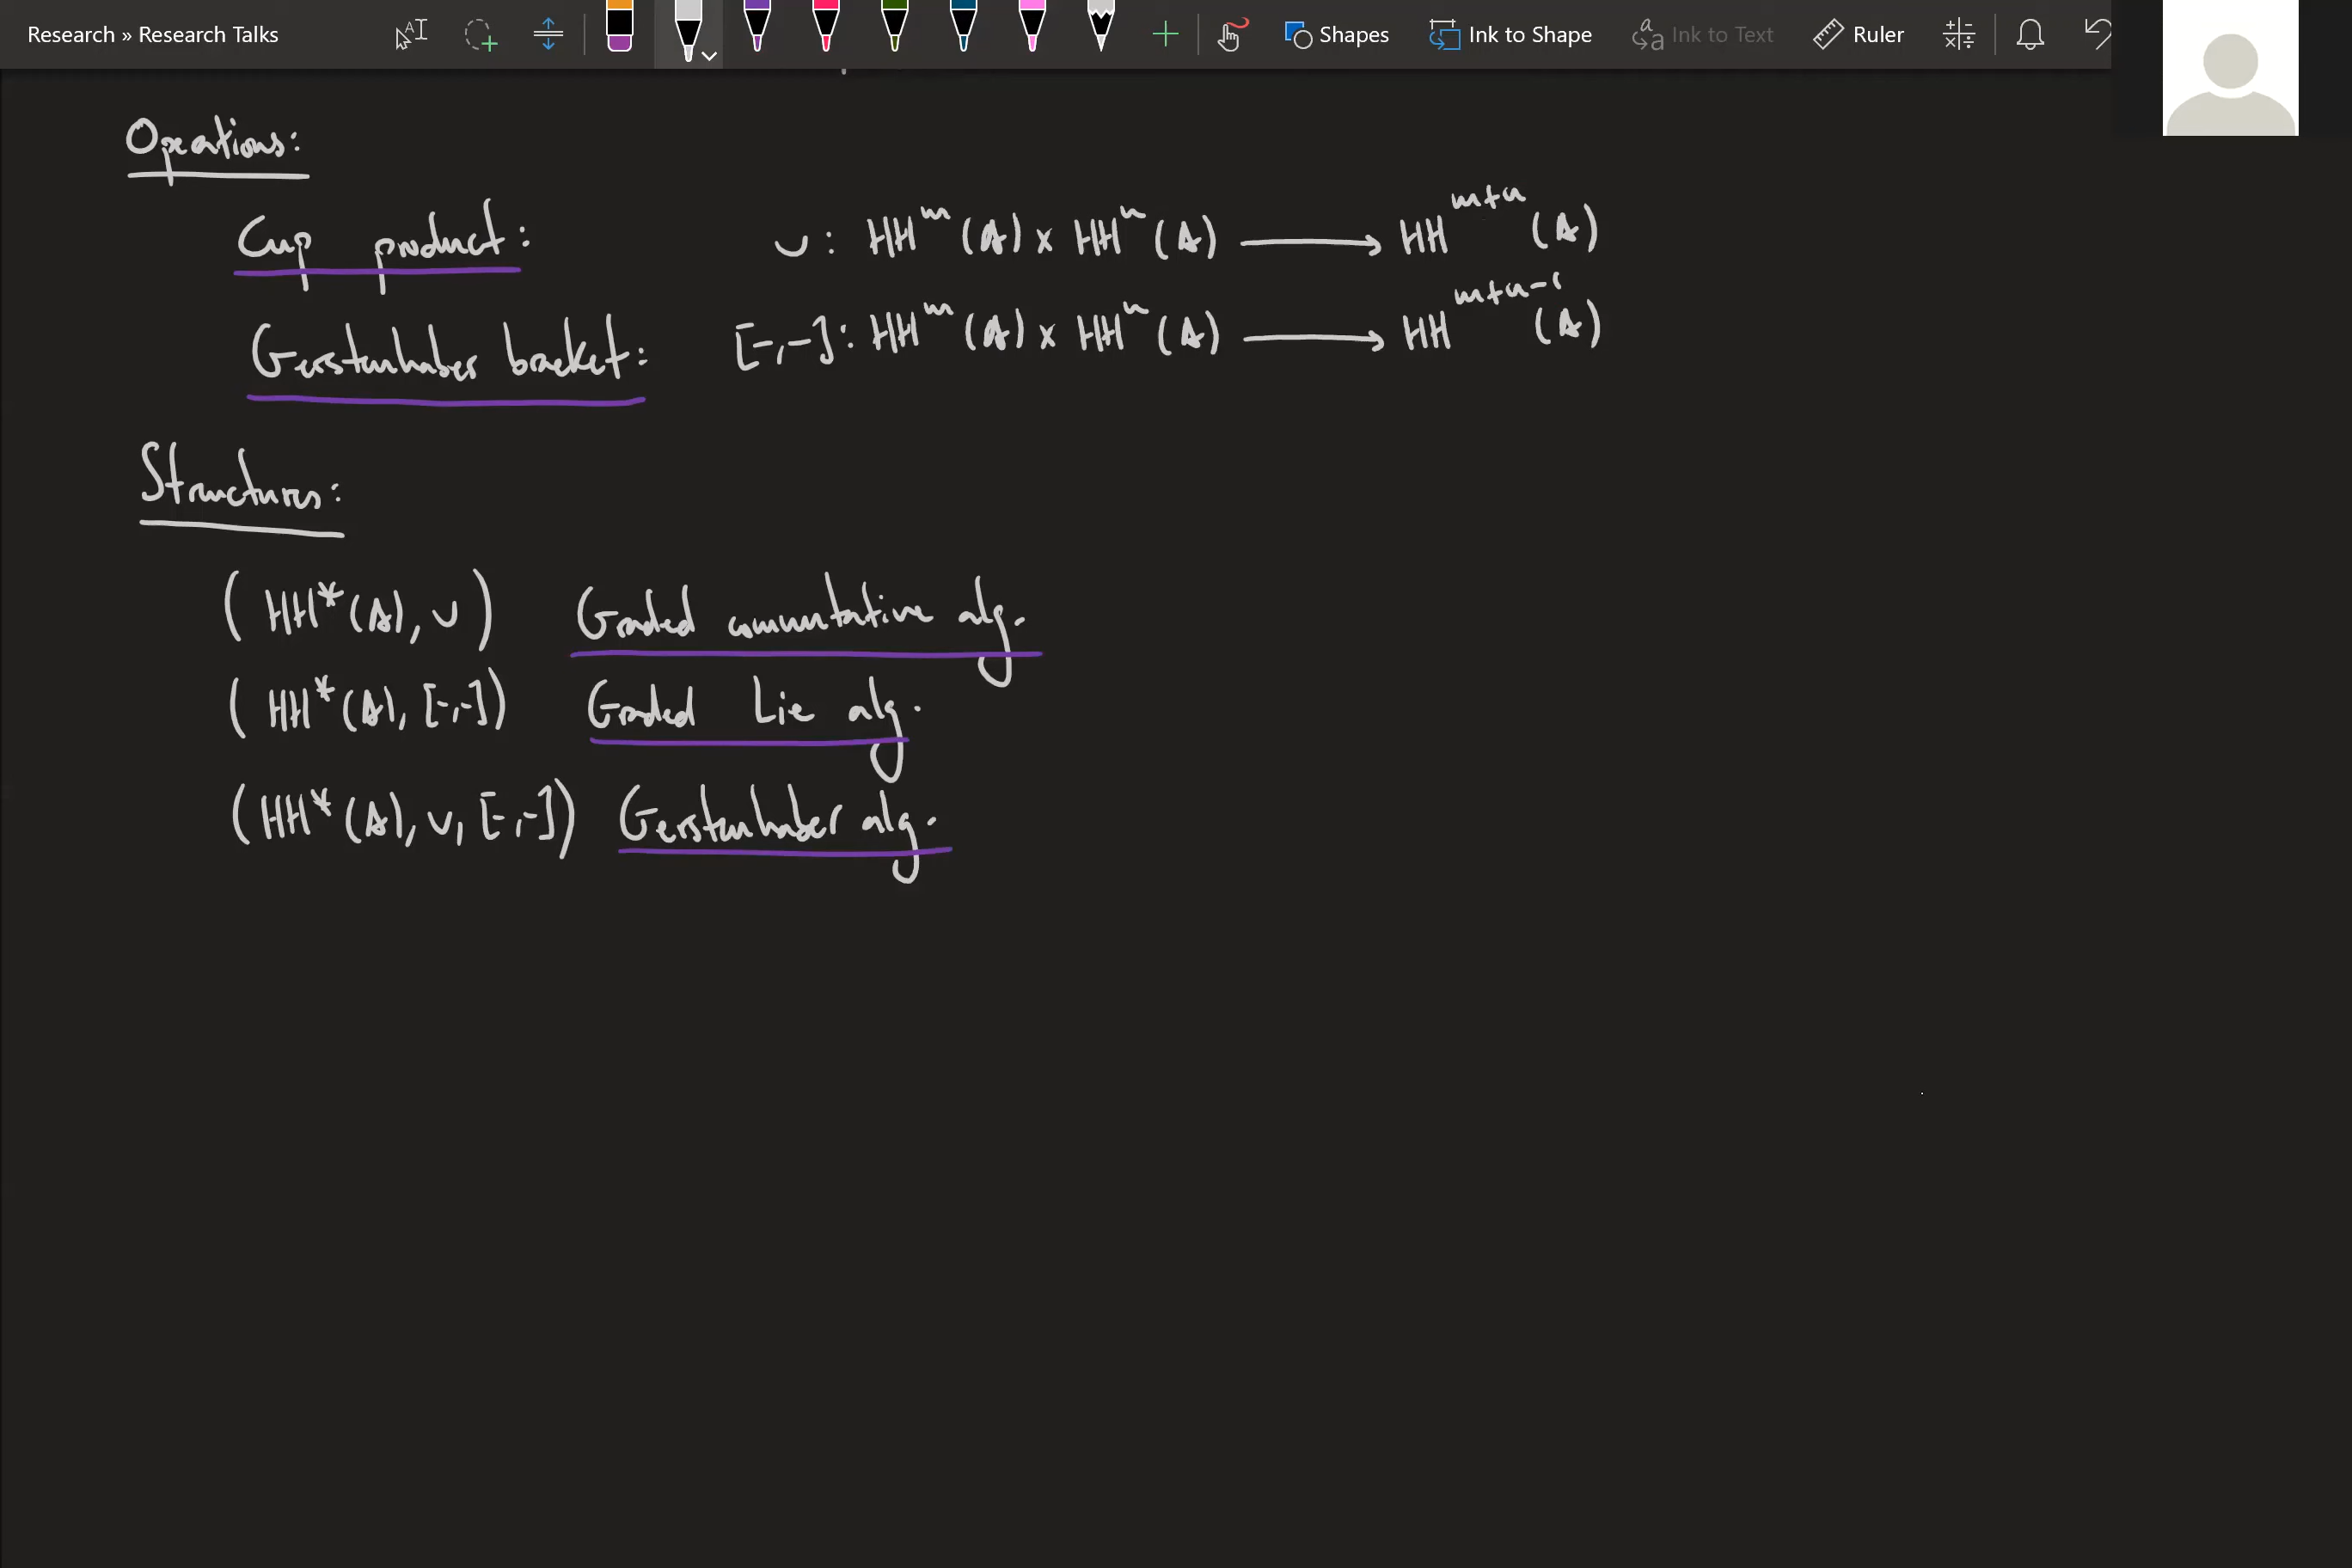 Research » Research Talks Shapes Ink to Shape Ink to Text Ruler
Operations:
Cup product: ∪ : HH^m (A) × HH^n (A) ⟶ HH^{m+n} (A)
Gerstenhaber bracket: [-,-] : HH^m (A) × HH^n (A) ⟶ HH^{m+n-1} (A)
Structures:
(HH*(A), ∪) Graded commutative alg.
(HH*(A), [-,-]) Graded Lie alg.
(HH*(A), ∪, [-,-]) Gerstenhaber alg.